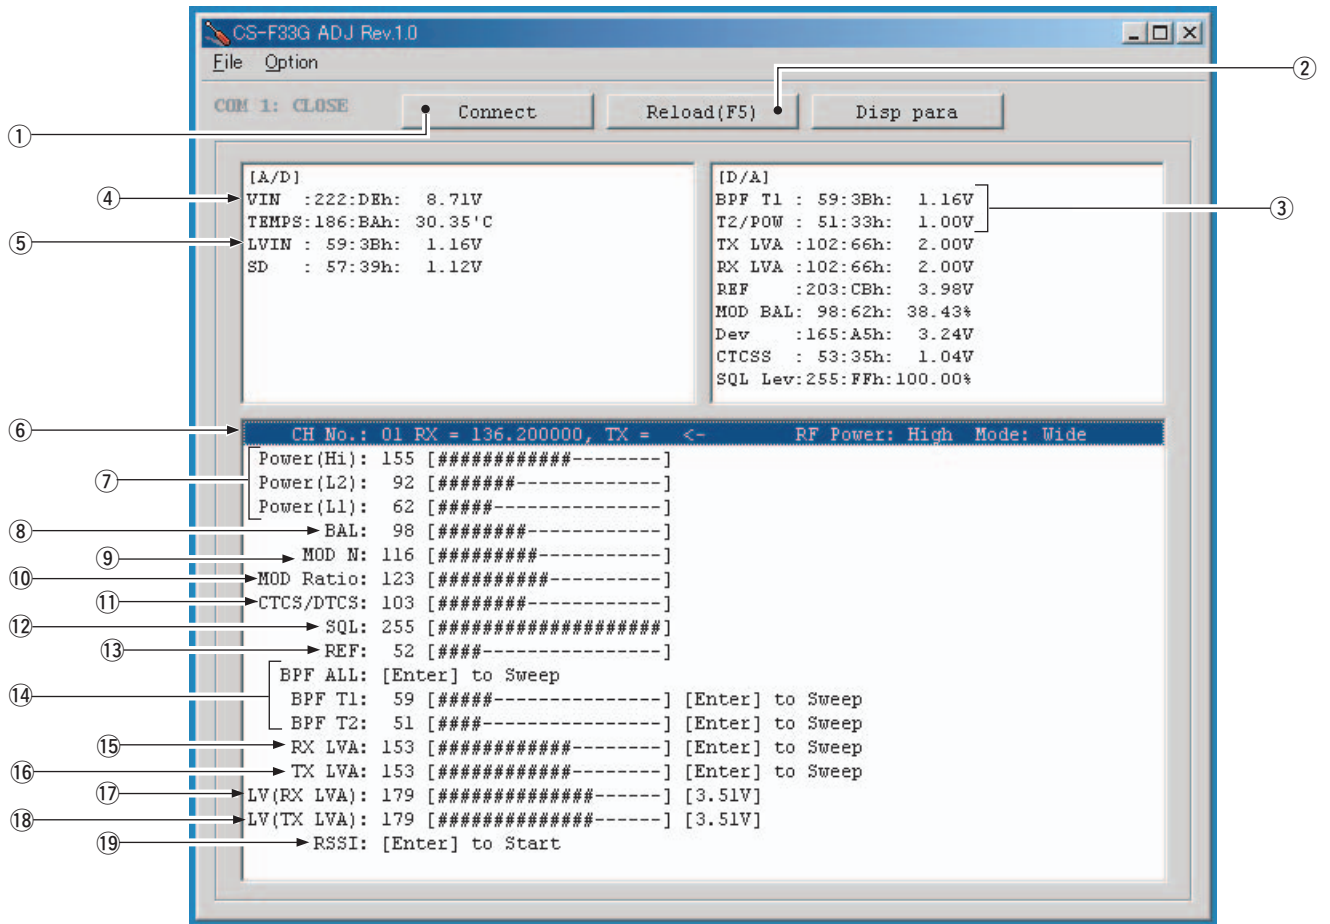 CS-F33G ADJ Rev.1.0
File Option
②
COM 1: CLOSE Connect Reload(F5) Disp para
①
[A/D]
④ VIN :222:DEh: 8.71V
TEMPS:186:BAh: 30.35'C
⑤ LVIN : 59:3Bh: 1.16V
SD : 57:39h: 1.12V
[D/A]
BPF T1 : 59:3Bh: 1.16V
③
T2/POW : 51:33h: 1.00V
TX LVA :102:66h: 2.00V
RX LVA :102:66h: 2.00V
REF :203:CBh: 3.98V
MOD BAL: 98:62h: 38.43%
Dev :165:A5h: 3.24V
CTCSS : 53:35h: 1.04V
SQL Lev:255:FFh:100.00%
⑥ CH No.: 01 RX = 136.200000, TX = <- RF Power: High Mode: Wide
Power(Hi): 155 [############--------]
⑦ Power(L2): 92 [#######-------------]
Power(L1): 62 [#####---------------]
⑧ BAL: 98 [########------------]
⑨ MOD N: 116 [#########-----------]
⑩ MOD Ratio: 123 [##########----------]
⑪ CTCS/DTCS: 103 [########------------]
⑫ SQL: 255 [####################]
⑬ REF: 52 [####----------------]
BPF ALL: [Enter] to Sweep
⑭ BPF T1: 59 [#####---------------] [Enter] to Sweep
BPF T2: 51 [####----------------] [Enter] to Sweep
⑮ RX LVA: 153 [############--------] [Enter] to Sweep
⑯ TX LVA: 153 [############--------] [Enter] to Sweep
⑰ LV(RX LVA): 179 [##############------] [3.51V]
⑱ LV(TX LVA): 179 [##############------] [3.51V]
⑲ RSSI: [Enter] to Start